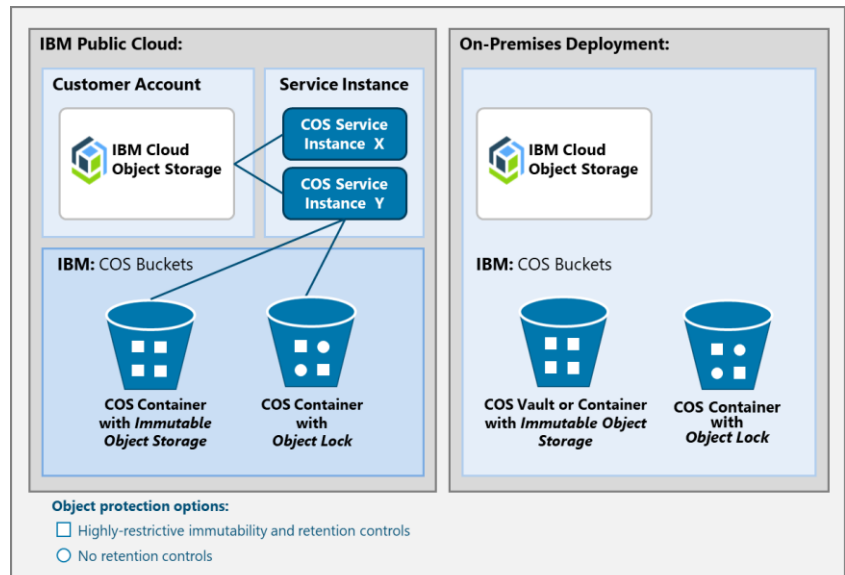 IBM Public Cloud:
Customer Account
IBM Cloud
Object Storage
Service Instance
COS Service
Instance X
COS Service
Instance Y
IBM: COS Buckets
COS Container
with Immutable
Object Storage
COS Container
with
Object Lock
On-Premises Deployment:
IBM Cloud
Object Storage
IBM: COS Buckets
COS Vault or Container
with Immutable Object
Storage
COS Container
with
Object Lock
Object protection options:
Highly-restrictive immutability and retention controls
No retention controls